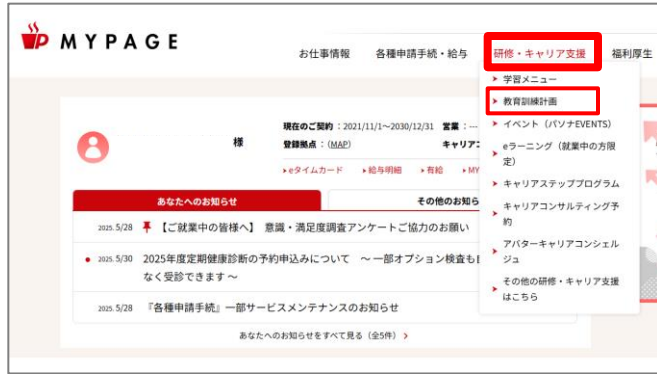 MYPAGE
お仕事情報 各種申請手続・給与 研修・キャリア支援 福利厚生
学習メニュー
教育訓練計画
イベント（パソナEVENTS）
eラーニング（就業中の方限
定）
キャリアステッププログラム
キャリアコンサルティング予
約
アバターキャリアコンシェル
ジュ
その他の研修・キャリア支援
はこちら
様
現在のご契約：2021/11/1～2030/12/31 営業：---
登録拠点：（MAP） キャリアコ
eタイムカード 給与明細 有給 MY
あなたへのお知らせ その他のお知ら
2025.5/28 【ご就業中の皆様へ】 意識・満足度調査アンケートご協力のお願い
2025.5/30 2025年度定期健康診断の予約申込みについて ～一部オプション検査も
なく受診できます～
2025.5/28 『各種申請手続』一部サービスメンテナンスのお知らせ
あなたへのお知らせをすべて見る（全5件）